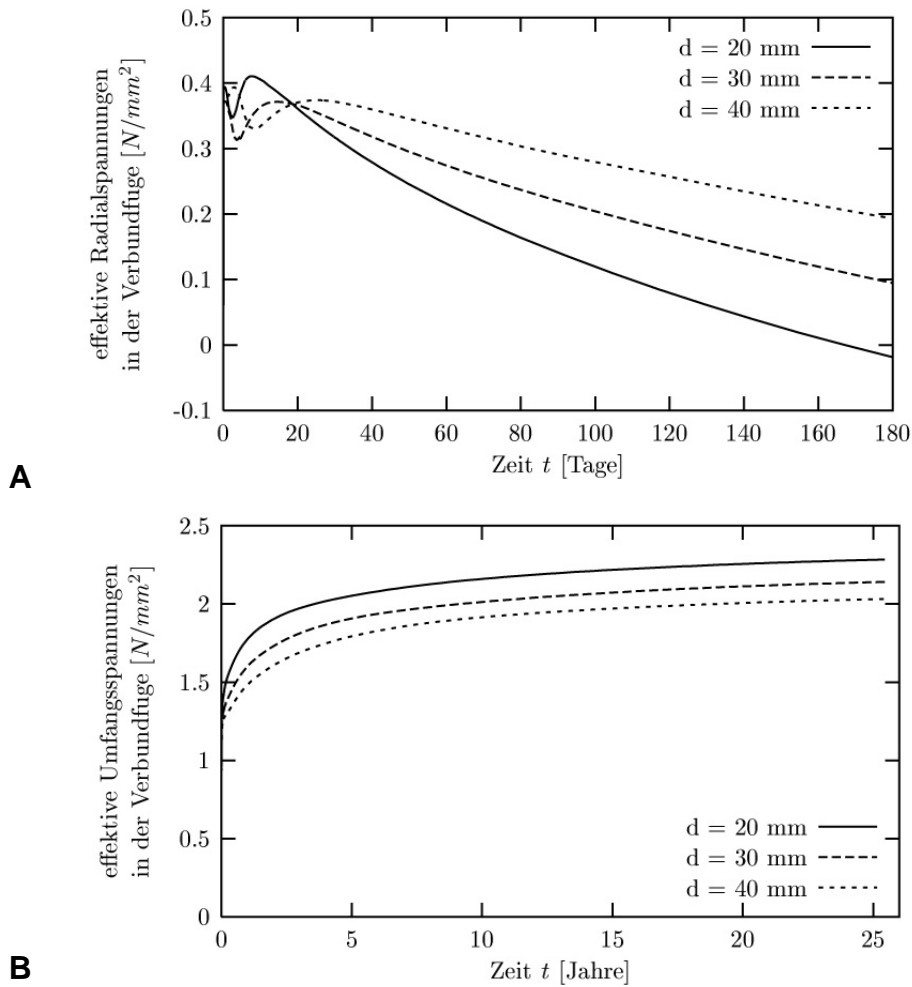 effektive Radialspannungen
in der Verbundfuge [N/mm²]
0.5
0.4
0.3
0.2
0.1
0
-0.1
d = 20 mm
d = 30 mm
d = 40 mm
0 20 40 60 80 100 120 140 160 180
Zeit t [Tage]
A
effektive Umfangsspannungen
in der Verbundfuge [N/mm²]
2.5
2
1.5
1
0.5
0
d = 20 mm
d = 30 mm
d = 40 mm
0 5 10 15 20 25
Zeit t [Jahre]
B